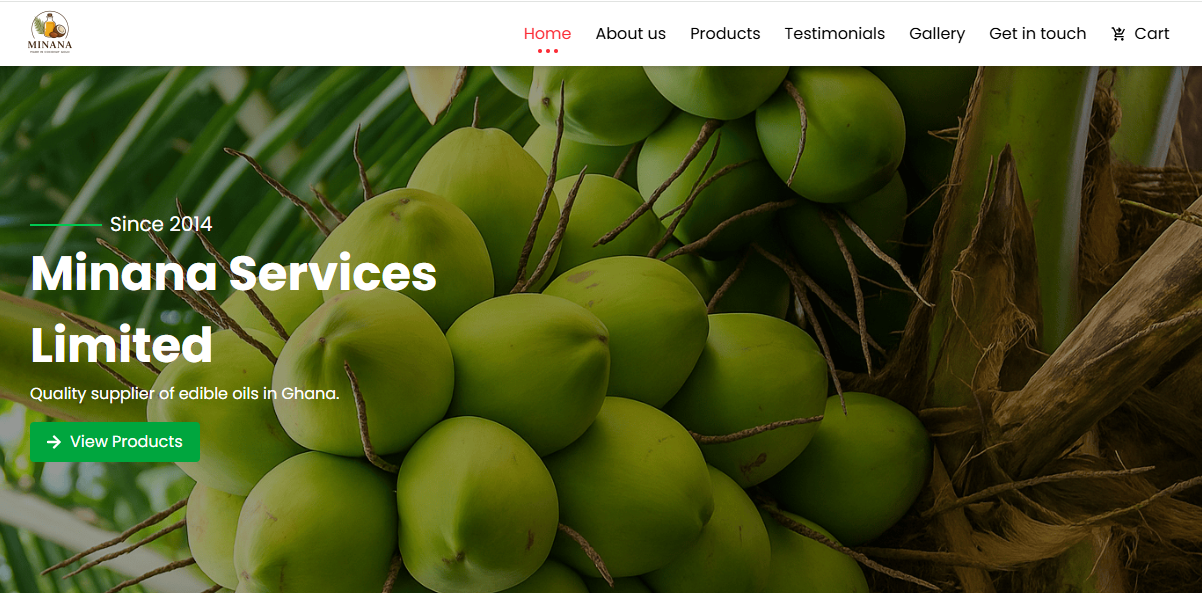 MINANA
Home
About us
Products
Testimonials
Gallery
Get in touch
Cart
Since 2014
Minana Services
Limited
Quality supplier of edible oils in Ghana.
View Products